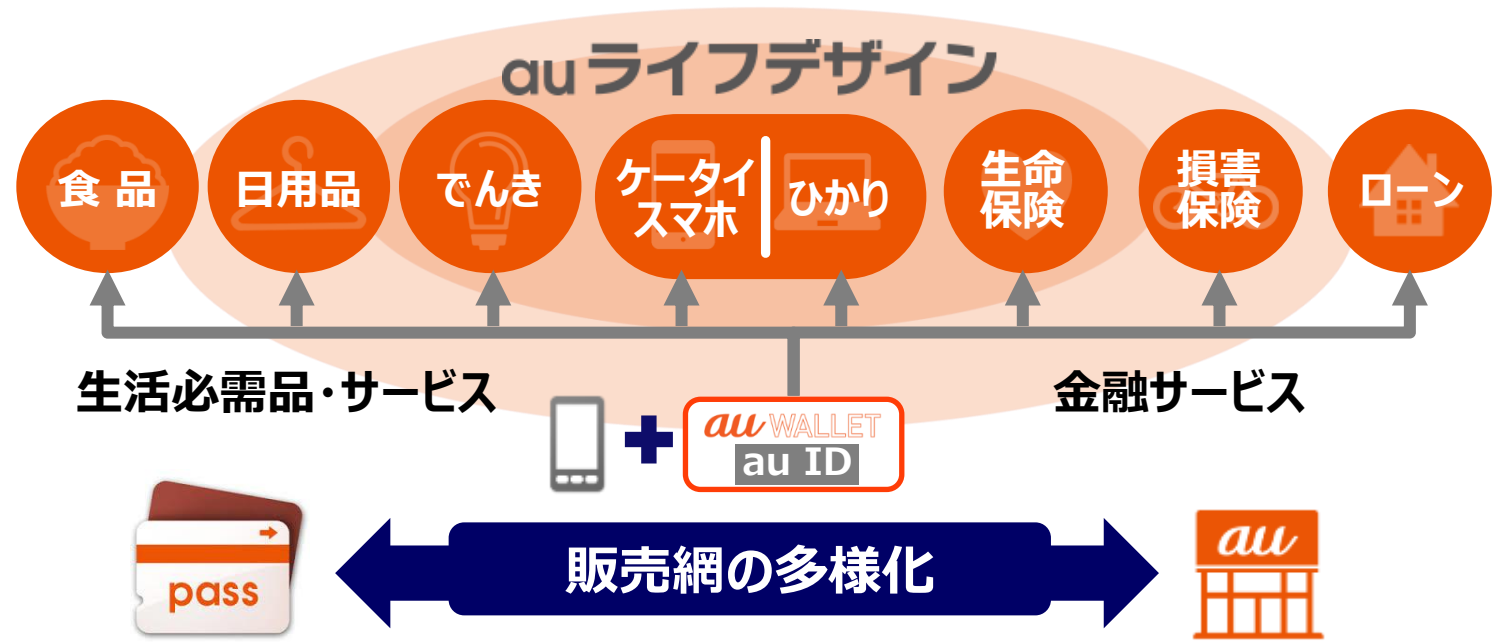 auライフデザイン
食品
日用品
でんき
ケータイ
スマホ
ひかり
生命
保険
損害
保険
ローン
生活必需品・サービス
金融サービス
au WALLET
au ID
pass
販売網の多様化
au